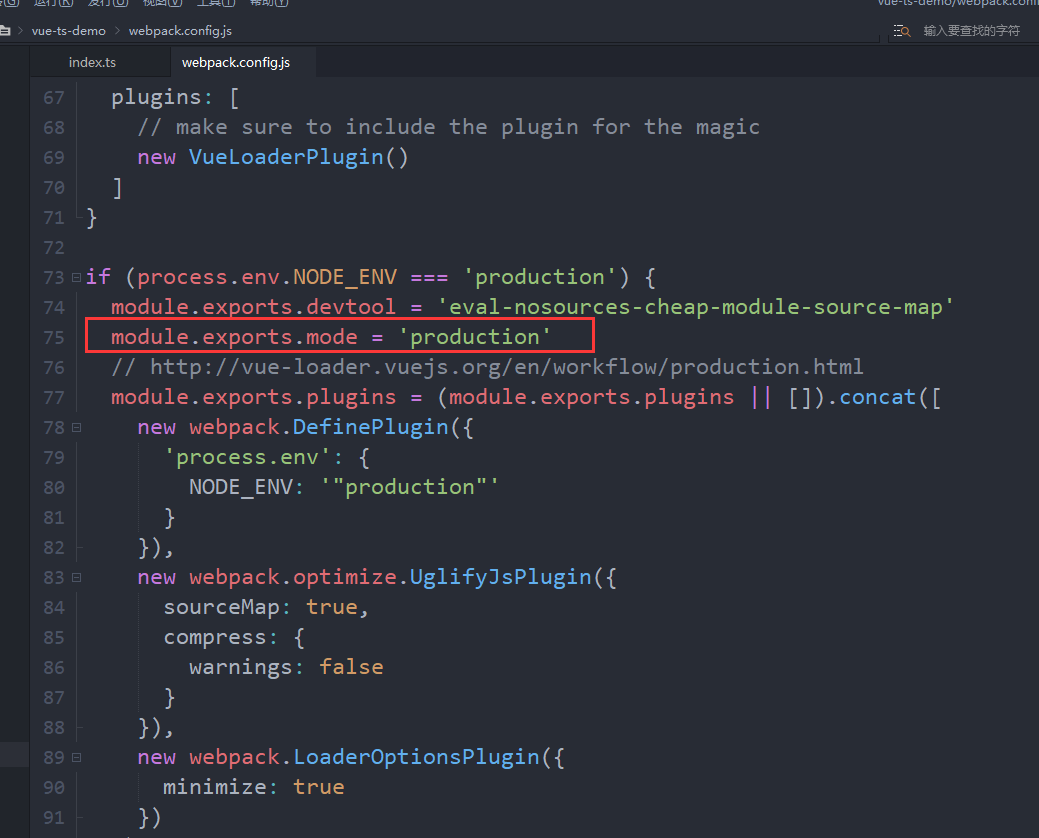 运行(R) 发行(U) 视图(V) 工具(T) 帮助(Y) vue-ts-demo/webpack.conf
vue-ts-demo > webpack.config.js 输入要查找的字符
index.ts webpack.config.js
67 plugins: [
68 // make sure to include the plugin for the magic
69 new VueLoaderPlugin()
70 ]
71 }
72
73 if (process.env.NODE_ENV === 'production') {
74 module.exports.devtool = 'eval-nosources-cheap-module-source-map'
75 module.exports.mode = 'production'
76 // http://vue-loader.vuejs.org/en/workflow/production.html
77 module.exports.plugins = (module.exports.plugins || []).concat([
78 new webpack.DefinePlugin({
79 'process.env': {
80 NODE_ENV: '"production"'
81 }
82 }),
83 new webpack.optimize.UglifyJsPlugin({
84 sourceMap: true,
85 compress: {
86 warnings: false
87 }
88 }),
89 new webpack.LoaderOptionsPlugin({
90 minimize: true
91 })